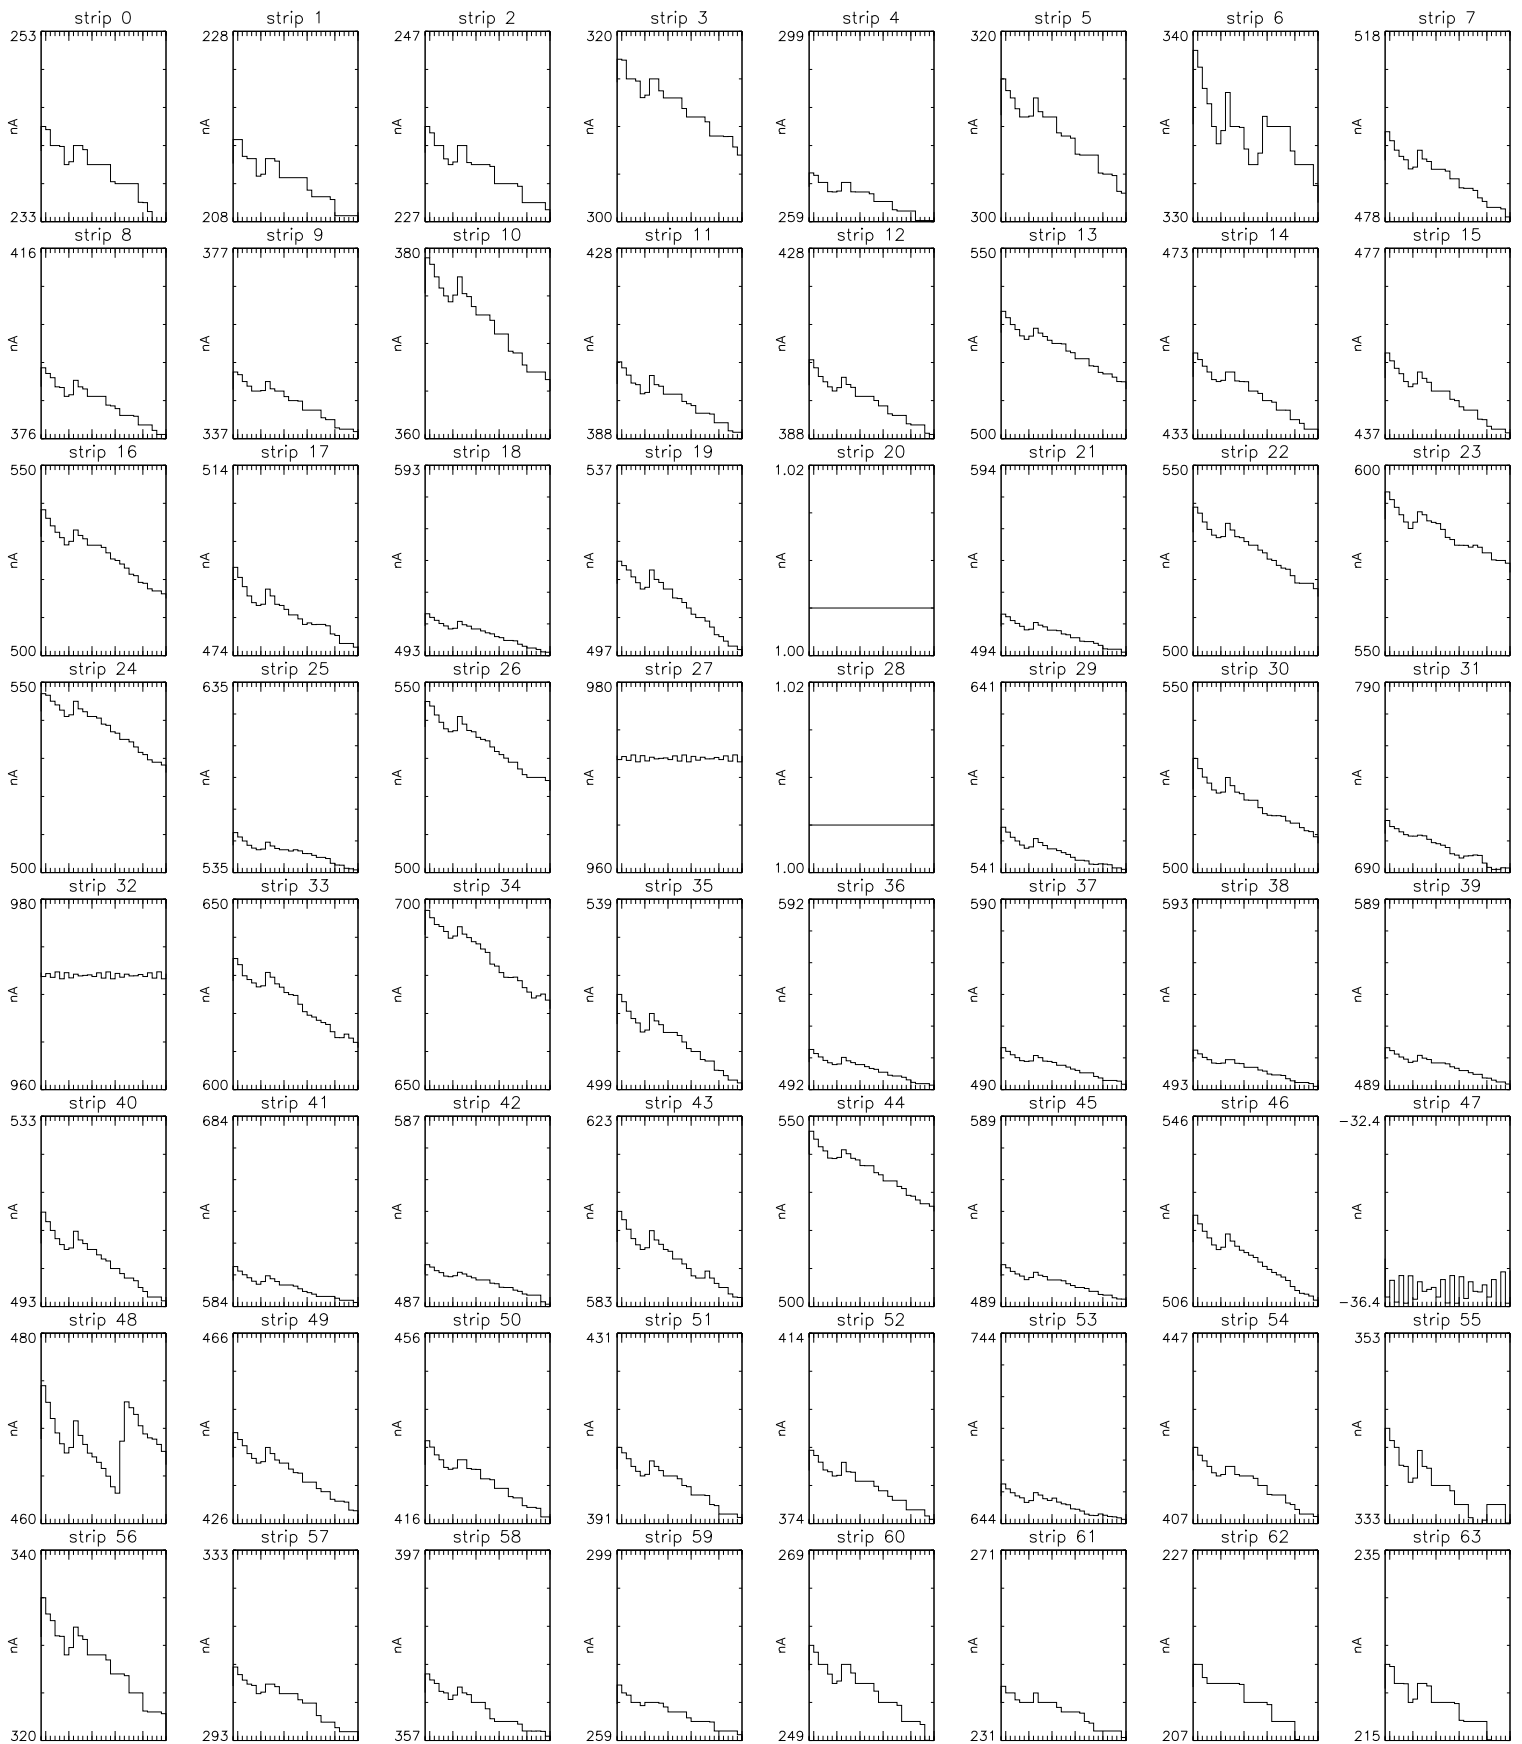 strip 0 strip 1 strip 2 strip 3 strip 4 strip 5 strip 6 strip 7
253 228 247 320 299 320 340 518
nA nA nA nA nA nA nA nA
233 208 227 300 259 300 330 478
strip 8 strip 9 strip 10 strip 11 strip 12 strip 13 strip 14 strip 15
416 377 380 428 428 550 473 477
nA nA nA nA nA nA nA nA
376 337 360 388 388 500 433 437
strip 16 strip 17 strip 18 strip 19 strip 20 strip 21 strip 22 strip 23
550 514 593 537 1.02 594 550 600
nA nA nA nA nA nA nA nA
500 474 493 497 1.00 494 500 550
strip 24 strip 25 strip 26 strip 27 strip 28 strip 29 strip 30 strip 31
550 635 550 980 1.02 641 550 790
nA nA nA nA nA nA nA nA
500 535 500 960 1.00 541 500 690
strip 32 strip 33 strip 34 strip 35 strip 36 strip 37 strip 38 strip 39
980 650 700 539 592 590 593 589
nA nA nA nA nA nA nA nA
960 600 650 499 492 490 493 489
strip 40 strip 41 strip 42 strip 43 strip 44 strip 45 strip 46 strip 47
533 684 587 623 550 589 546 −32.4
nA nA nA nA nA nA nA nA
493 584 487 583 500 489 506 −36.4
strip 48 strip 49 strip 50 strip 51 strip 52 strip 53 strip 54 strip 55
480 466 456 431 414 744 447 353
nA nA nA nA nA nA nA nA
460 426 416 391 374 644 407 333
strip 56 strip 57 strip 58 strip 59 strip 60 strip 61 strip 62 strip 63
340 333 397 299 269 271 227 235
nA nA nA nA nA nA nA nA
320 293 357 259 249 231 207 215